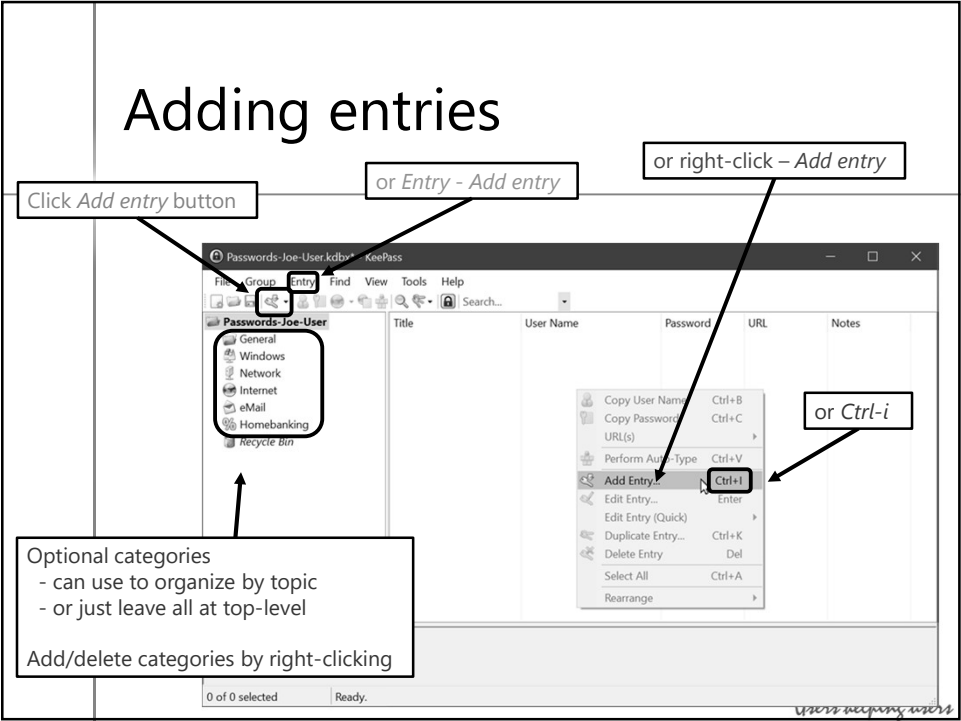 Adding entries
or right-click – Add entry
or Entry - Add entry
Click Add entry button
Passwords-Joe-User.kdbx* - KeePass
File Group Entry Find View Tools Help
Search...
Passwords-Joe-User
General
Windows
Network
Internet
eMail
Homebanking
Recycle Bin
Title User Name Password URL Notes
Copy User Name Ctrl+B
Copy Password Ctrl+C
URL(s)
Perform Auto-Type Ctrl+V
Add Entry... Ctrl+I
Edit Entry... Enter
Edit Entry (Quick)
Duplicate Entry... Ctrl+K
Delete Entry Del
Select All Ctrl+A
Rearrange
or Ctrl-i
Optional categories
- can use to organize by topic
- or just leave all at top-level
Add/delete categories by right-clicking
0 of 0 selected Ready.
Users helping users